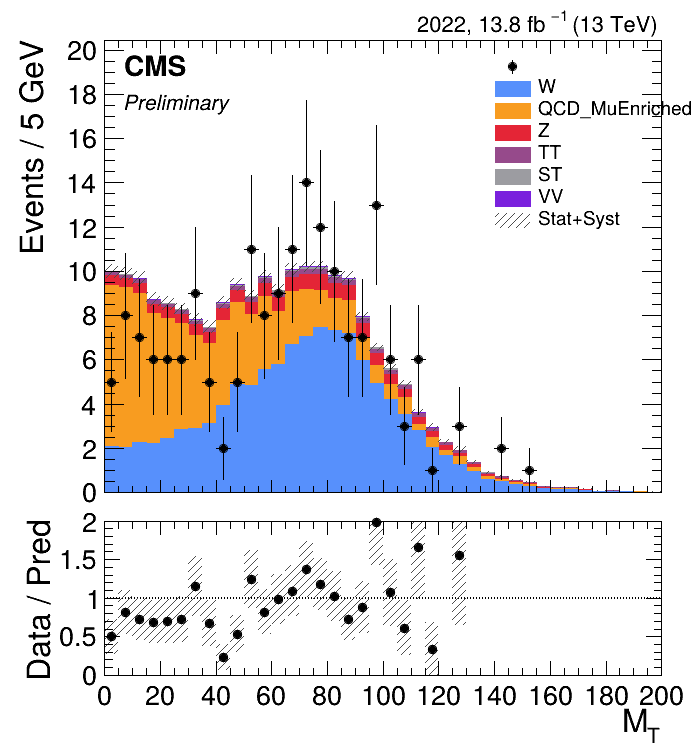 2022, 13.8 fb⁻¹ (13 TeV)
CMS
Preliminary
W
QCD_MuEnriched
Z
TT
ST
VV
Stat+Syst
Events / 5 GeV
20
18
16
14
12
10
8
6
4
2
0
Data / Pred
2
1.5
1
0.5
0
0 20 40 60 80 100 120 140 160 180 200
M_T